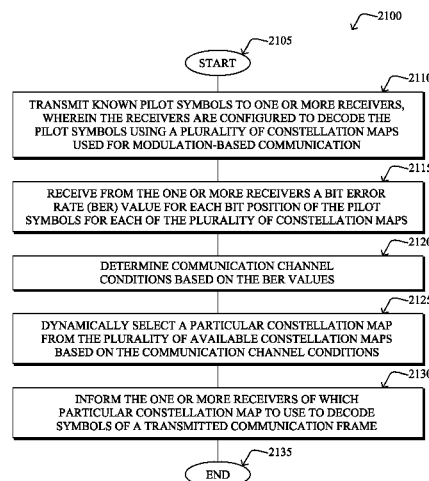 2100
2105
START
2110
TRANSMIT KNOWN PILOT SYMBOLS TO ONE OR MORE RECEIVERS,
WHEREIN THE RECEIVERS ARE CONFIGURED TO DECODE THE
PILOT SYMBOLS USING A PLURALITY OF CONSTELLATION MAPS
USED FOR MODULATION-BASED COMMUNICATION
2115
RECEIVE FROM THE ONE OR MORE RECEIVERS A BIT ERROR
RATE (BER) VALUE FOR EACH BIT POSITION OF THE PILOT
SYMBOLS FOR EACH OF THE PLURALITY OF CONSTELLATION MAPS
2120
DETERMINE COMMUNICATION CHANNEL
CONDITIONS BASED ON THE BER VALUES
2125
DYNAMICALLY SELECT A PARTICULAR CONSTELLATION MAP
FROM THE PLURALITY OF AVAILABLE CONSTELLATION MAPS
BASED ON THE COMMUNICATION CHANNEL CONDITIONS
2130
INFORM THE ONE OR MORE RECEIVERS OF WHICH
PARTICULAR CONSTELLATION MAP TO USE TO DECODE
SYMBOLS OF A TRANSMITTED COMMUNICATION FRAME
2135
END